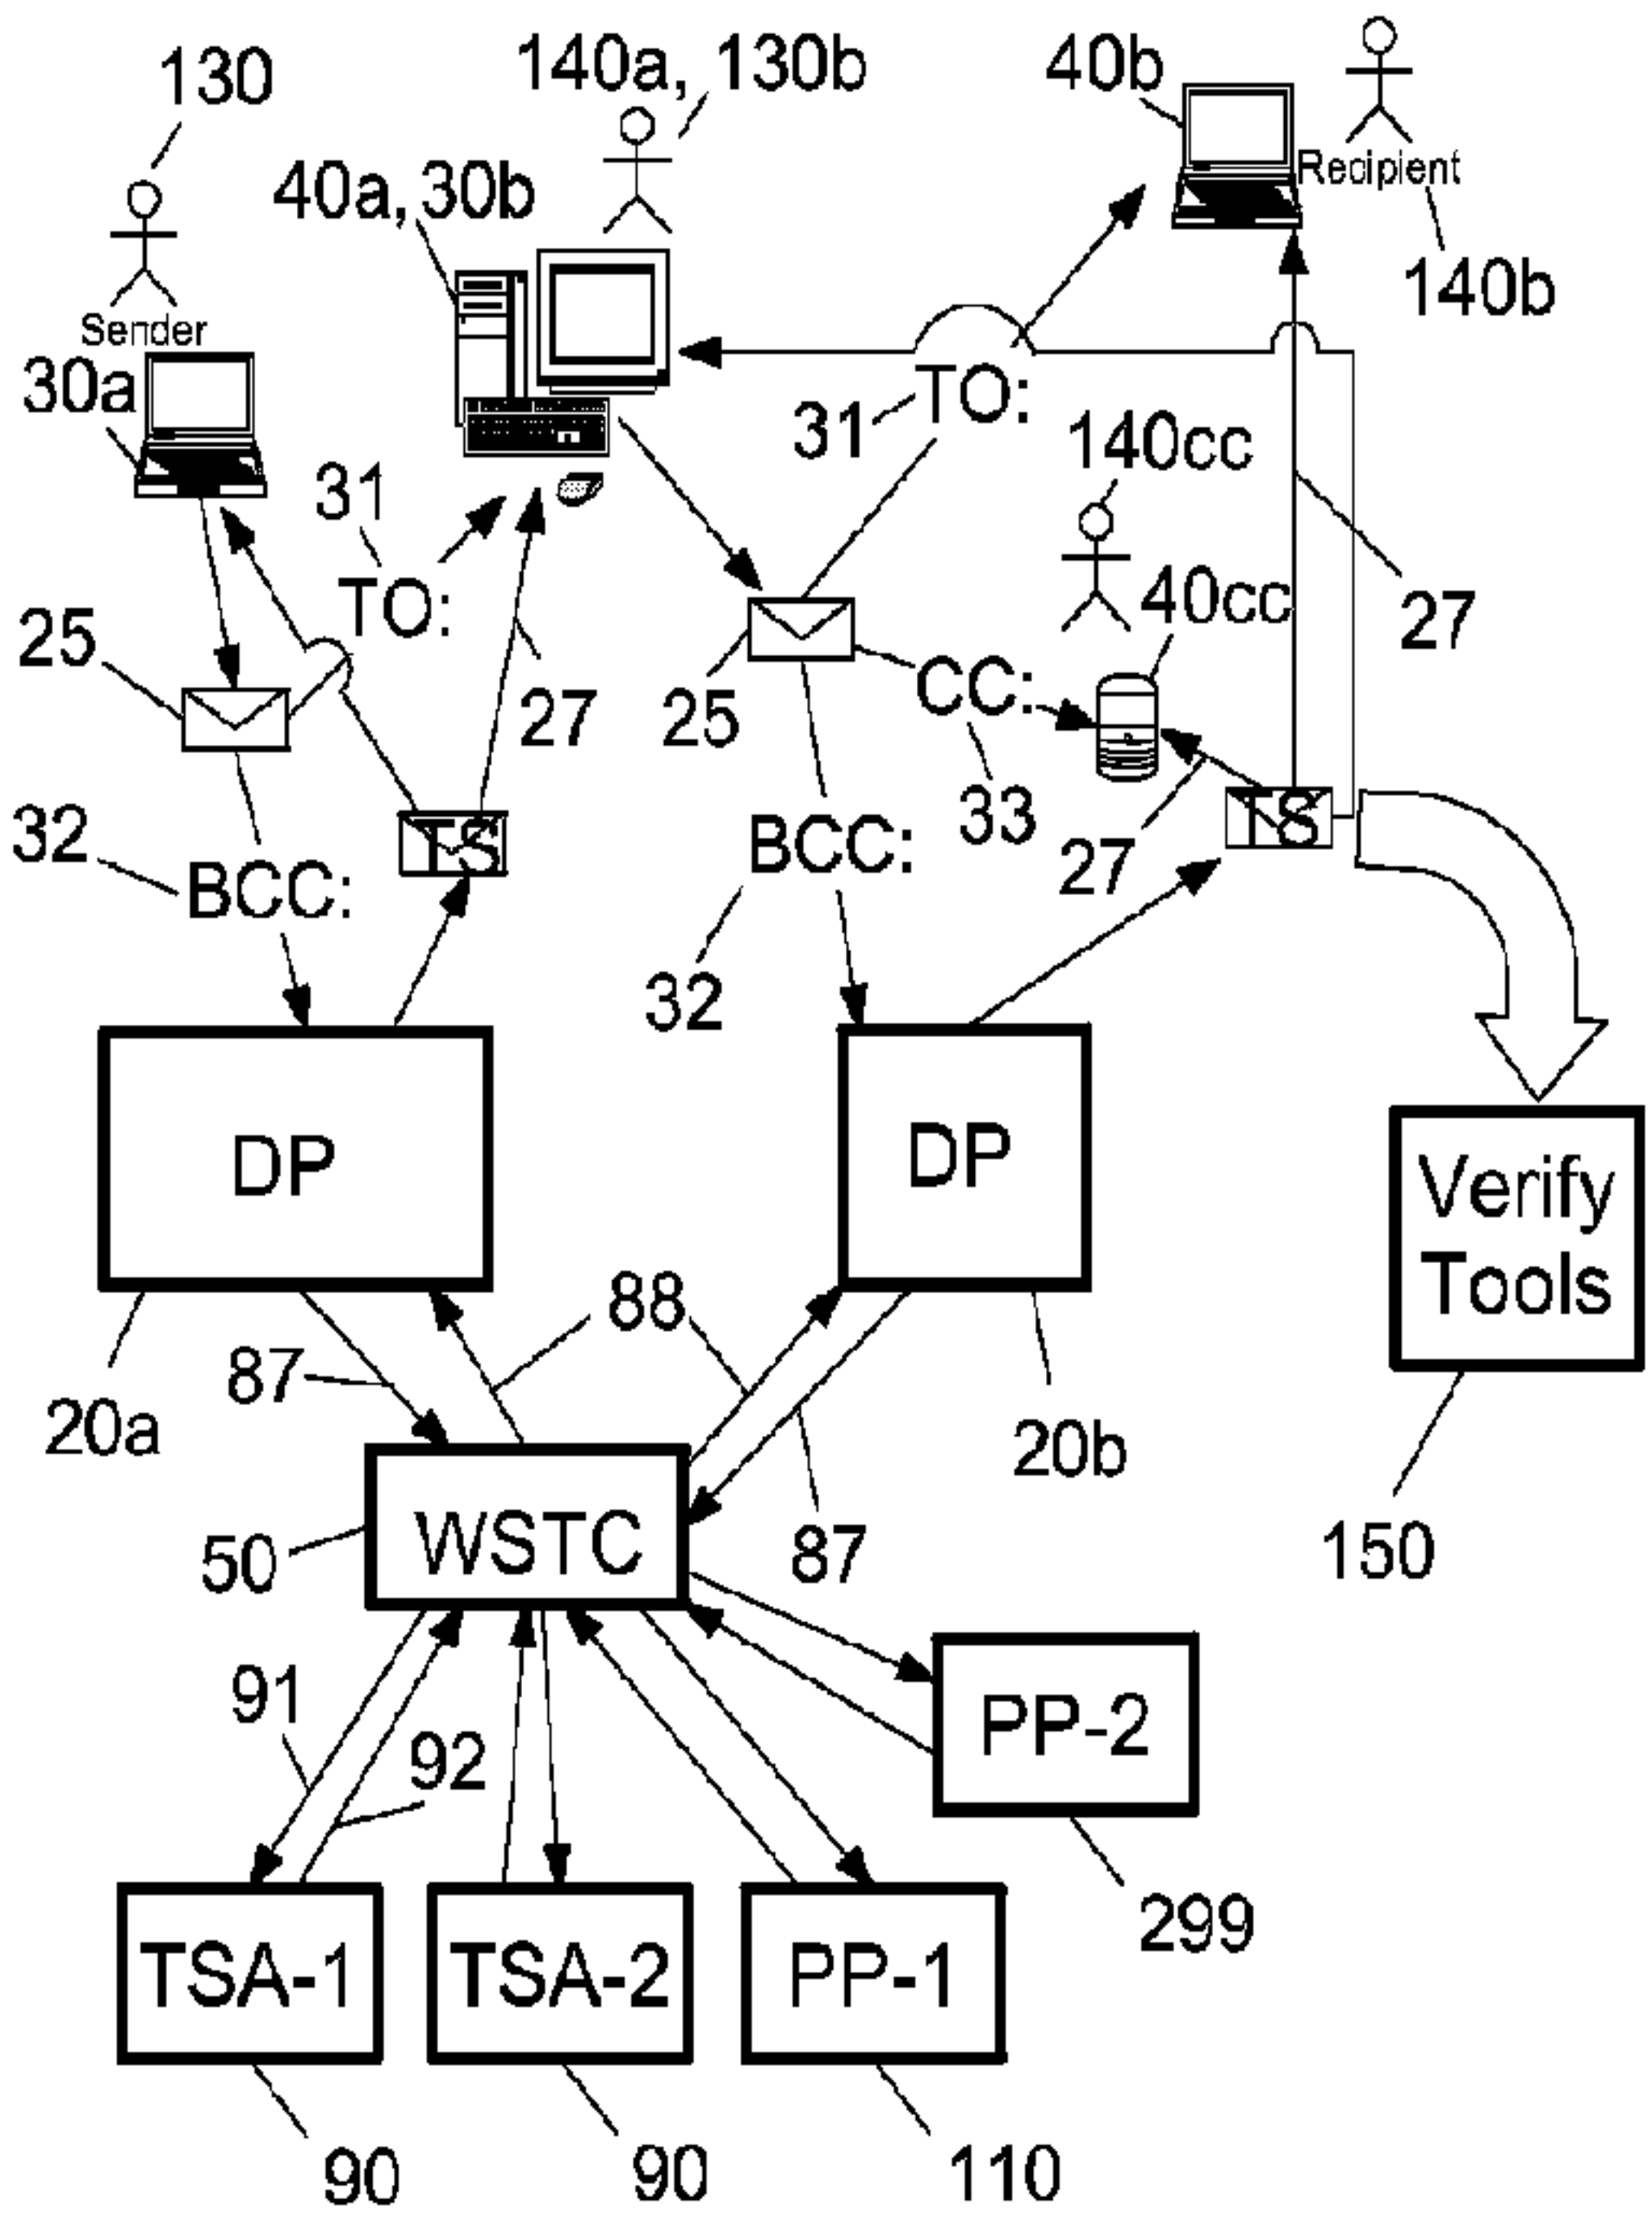 130
140a, 130b
40b
40a, 30b
Recipient
140b
Sender
30a
31
TO:
31
140cc
TO:
40cc
27
25
27
25
CC:
33
32
BCC:
TS
BCC:
27
TS
32
DP
DP
Verify
Tools
88
87
20a
20b
WSTC
50
87
150
91
92
PP-2
299
TSA-1
TSA-2
PP-1
90
90
110